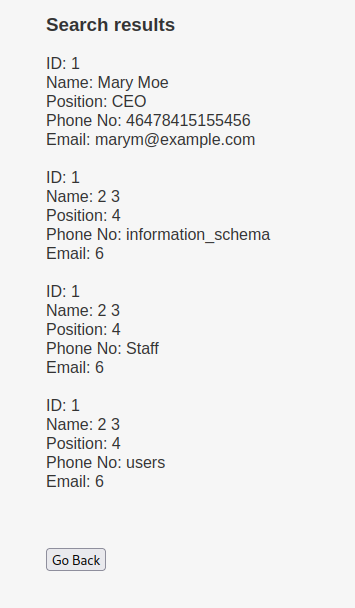 Search results
ID: 1
Name: Mary Moe
Position: CEO
Phone No: 46478415155456
Email: marym@example.com
ID: 1
Name: 2 3
Position: 4
Phone No: information_schema
Email: 6
ID: 1
Name: 2 3
Position: 4
Phone No: Staff
Email: 6
ID: 1
Name: 2 3
Position: 4
Phone No: users
Email: 6
Go Back